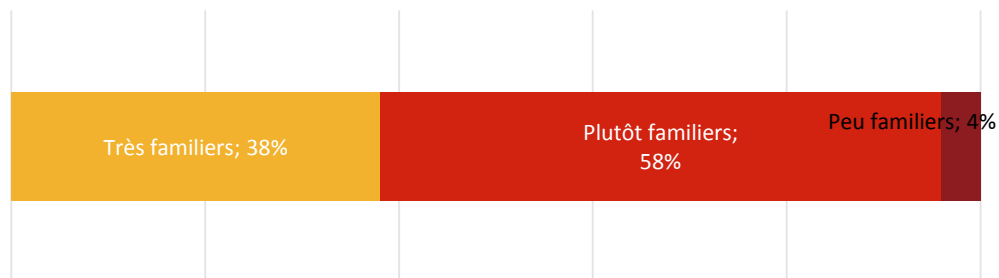 Très familiers; 38%
Plutôt familiers;
58%
Peu familiers; 4%